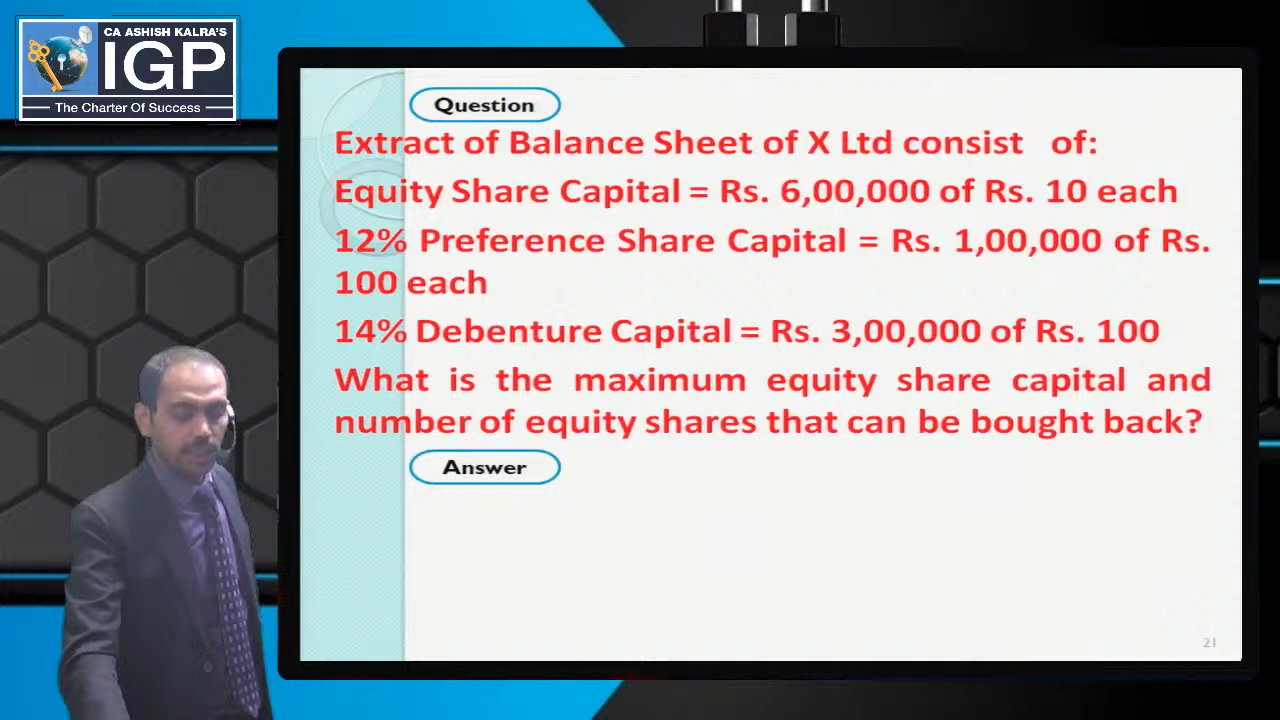 CA ASHISH KALRA'S
IGP
The Charter Of Success
Question
Extract of Balance Sheet of X Ltd consist of:
Equity Share Capital = Rs. 6,00,000 of Rs. 10 each
12% Preference Share Capital = Rs. 1,00,000 of Rs.
100 each
14% Debenture Capital = Rs. 3,00,000 of Rs. 100
What is the maximum equity share capital and
number of equity shares that can be bought back?
Answer
21